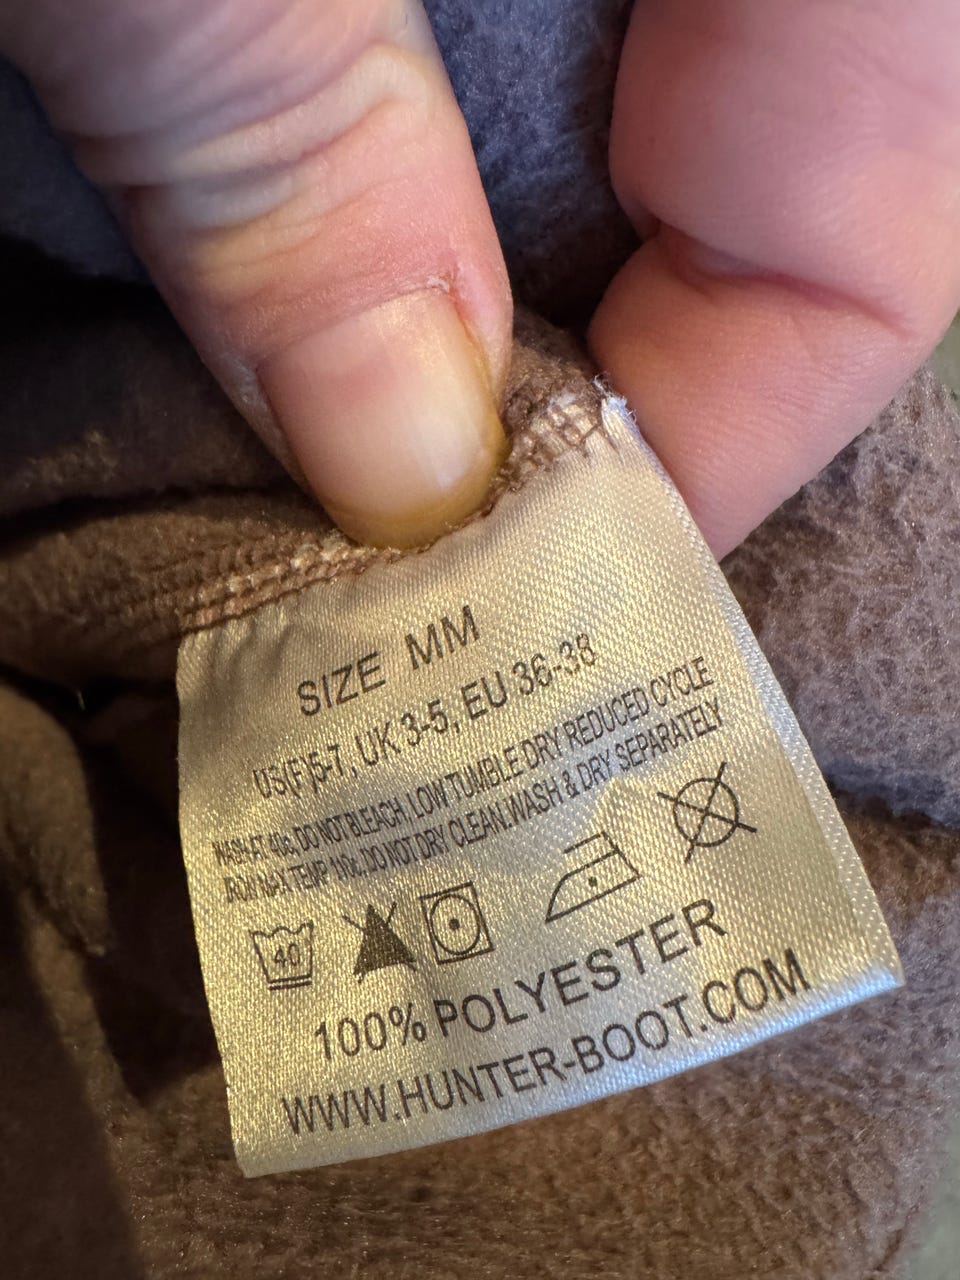 SIZE MM
US(F)5-7, UK 3-5, EU 36-38
WASH AT 40c. DO NOT BLEACH, LOW TUMBLE DRY REDUCED CYCLE
IRON MAX TEMP 110c. DO NOT DRY CLEAN. WASH & DRY SEPARATELY
40
100% POLYESTER
WWW.HUNTER-BOOT.COM